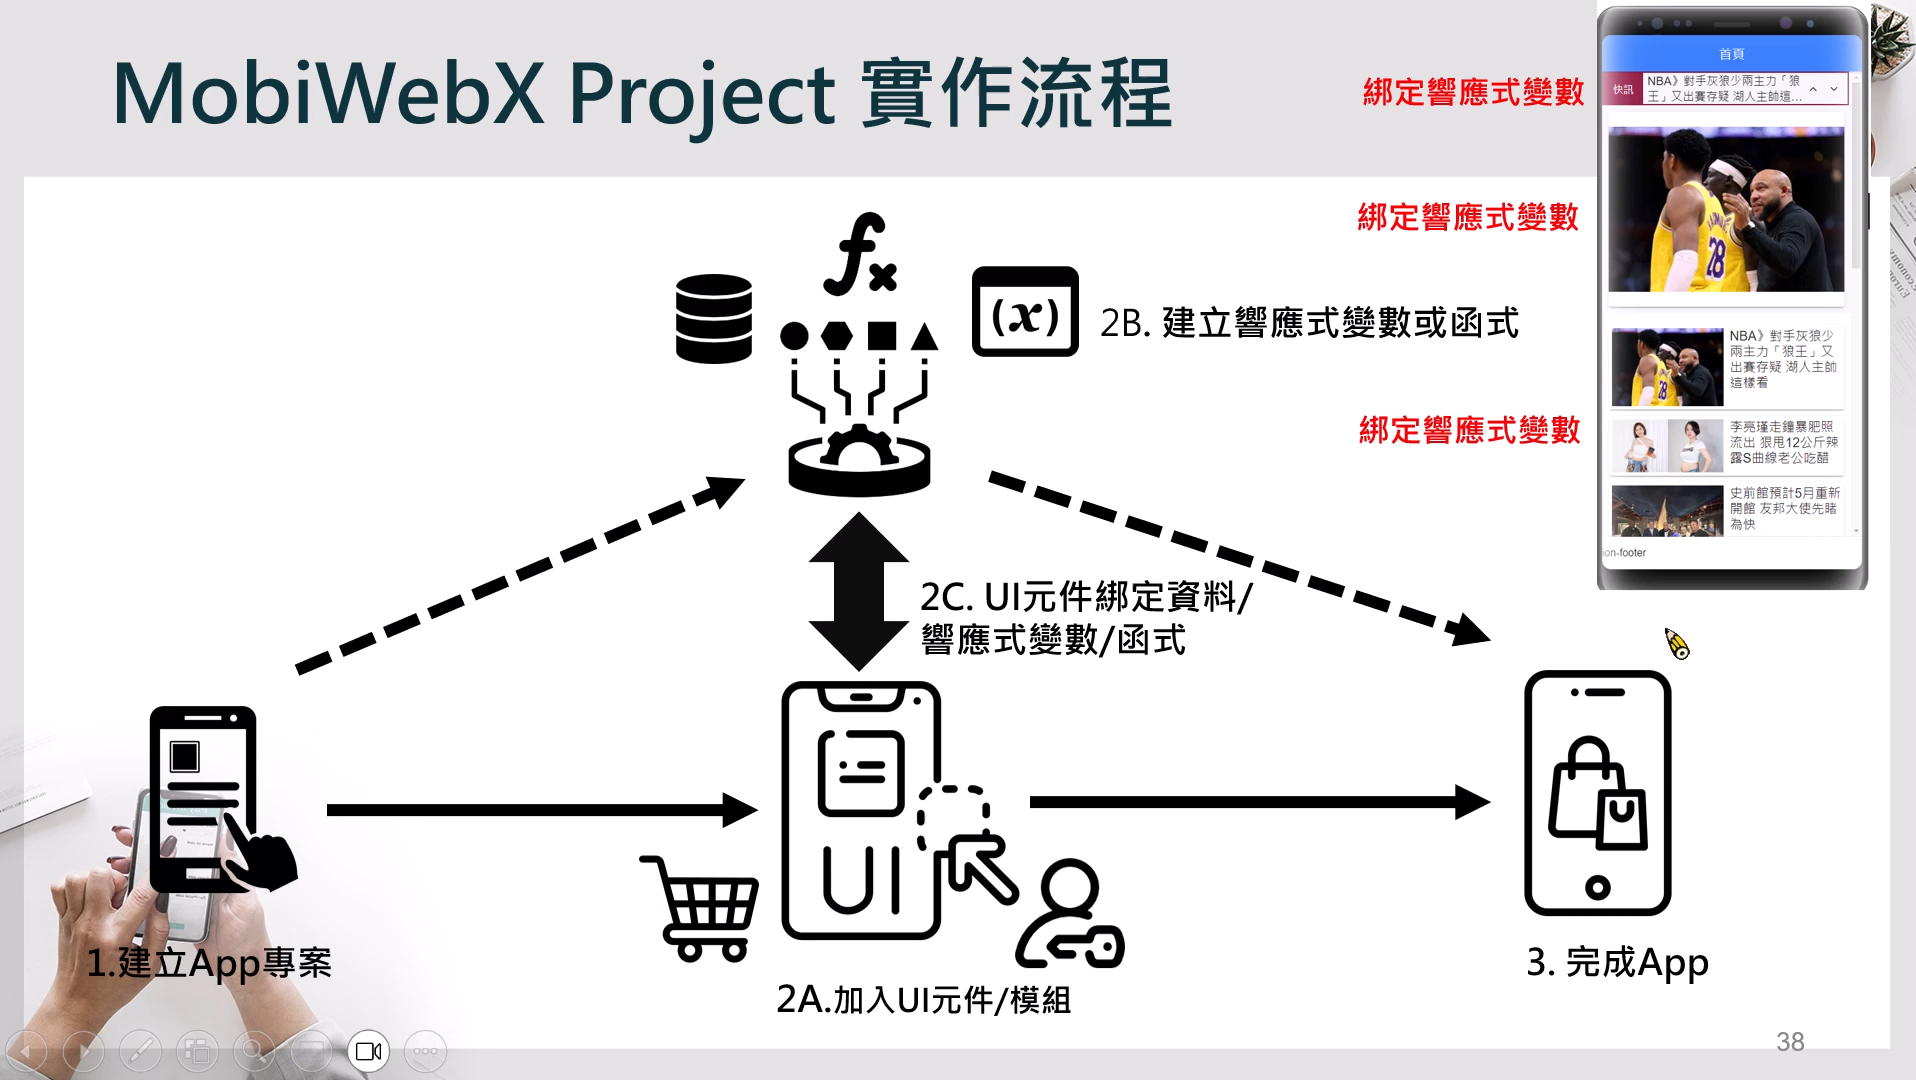 MobiWebX Project 實作流程
綁定響應式變數
綁定響應式變數
綁定響應式變數
首頁
快訊
NBA》對手灰狼少兩主力「狼
王」又出賽存疑 湖人主帥這...
28
NBA》對手灰狼少
兩主力「狼王」又
出賽存疑 湖人主帥
這樣看
李亮瑾走鐘暴肥照
流出 狠甩12公斤辣
露S曲線老公吃醋
史前館預計5月重新
開館 友邦大使先睹
為快
ion-footer
fx
(x)
2B. 建立響應式變數或函式
2C. UI元件綁定資料/
響應式變數/函式
UI
1.建立App專案
2A.加入UI元件/模組
3. 完成App
38